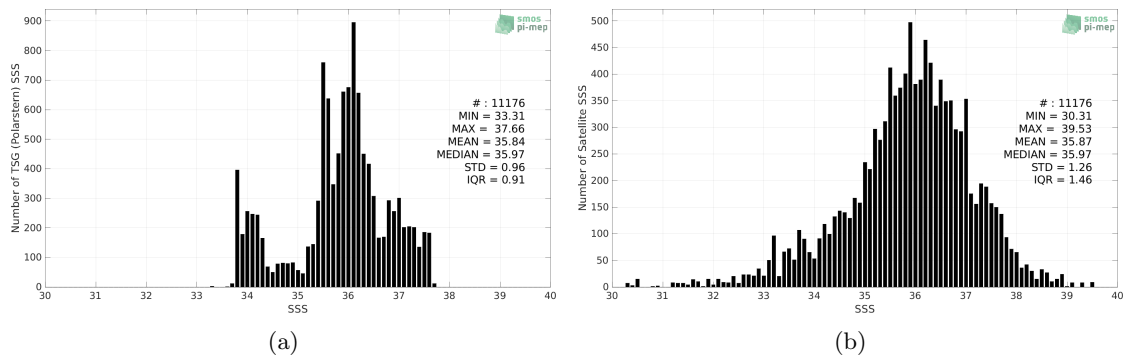 smos
pi-mep
900
800
700
600
500
400
300
200
100
0
Number of TSG (Polarstern) SSS
# : 11176
MIN = 33.31
MAX = 37.66
MEAN = 35.84
MEDIAN = 35.97
STD = 0.96
IQR = 0.91
30 31 32 33 34 35 36 37 38 39 40
SSS
(a)
smos
pi-mep
500
450
400
350
300
250
200
150
100
50
0
Number of Satellite SSS
# : 11176
MIN = 30.31
MAX = 39.53
MEAN = 35.87
MEDIAN = 35.97
STD = 1.26
IQR = 1.46
30 31 32 33 34 35 36 37 38 39 40
SSS
(b)